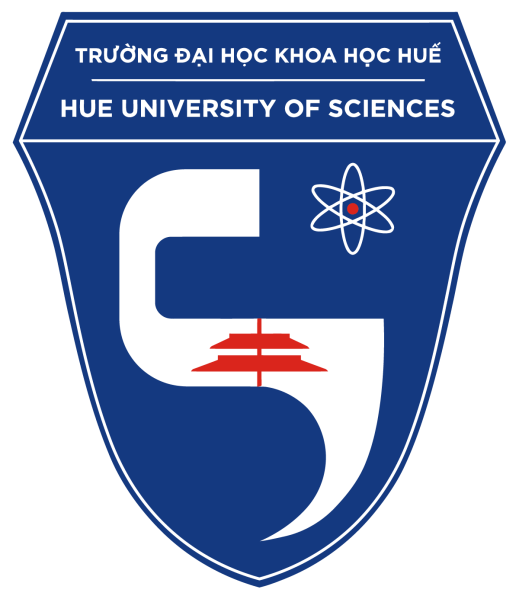 TRƯỜNG ĐẠI HỌC KHOA HỌC HUẾ
HUE UNIVERSITY OF SCIENCES